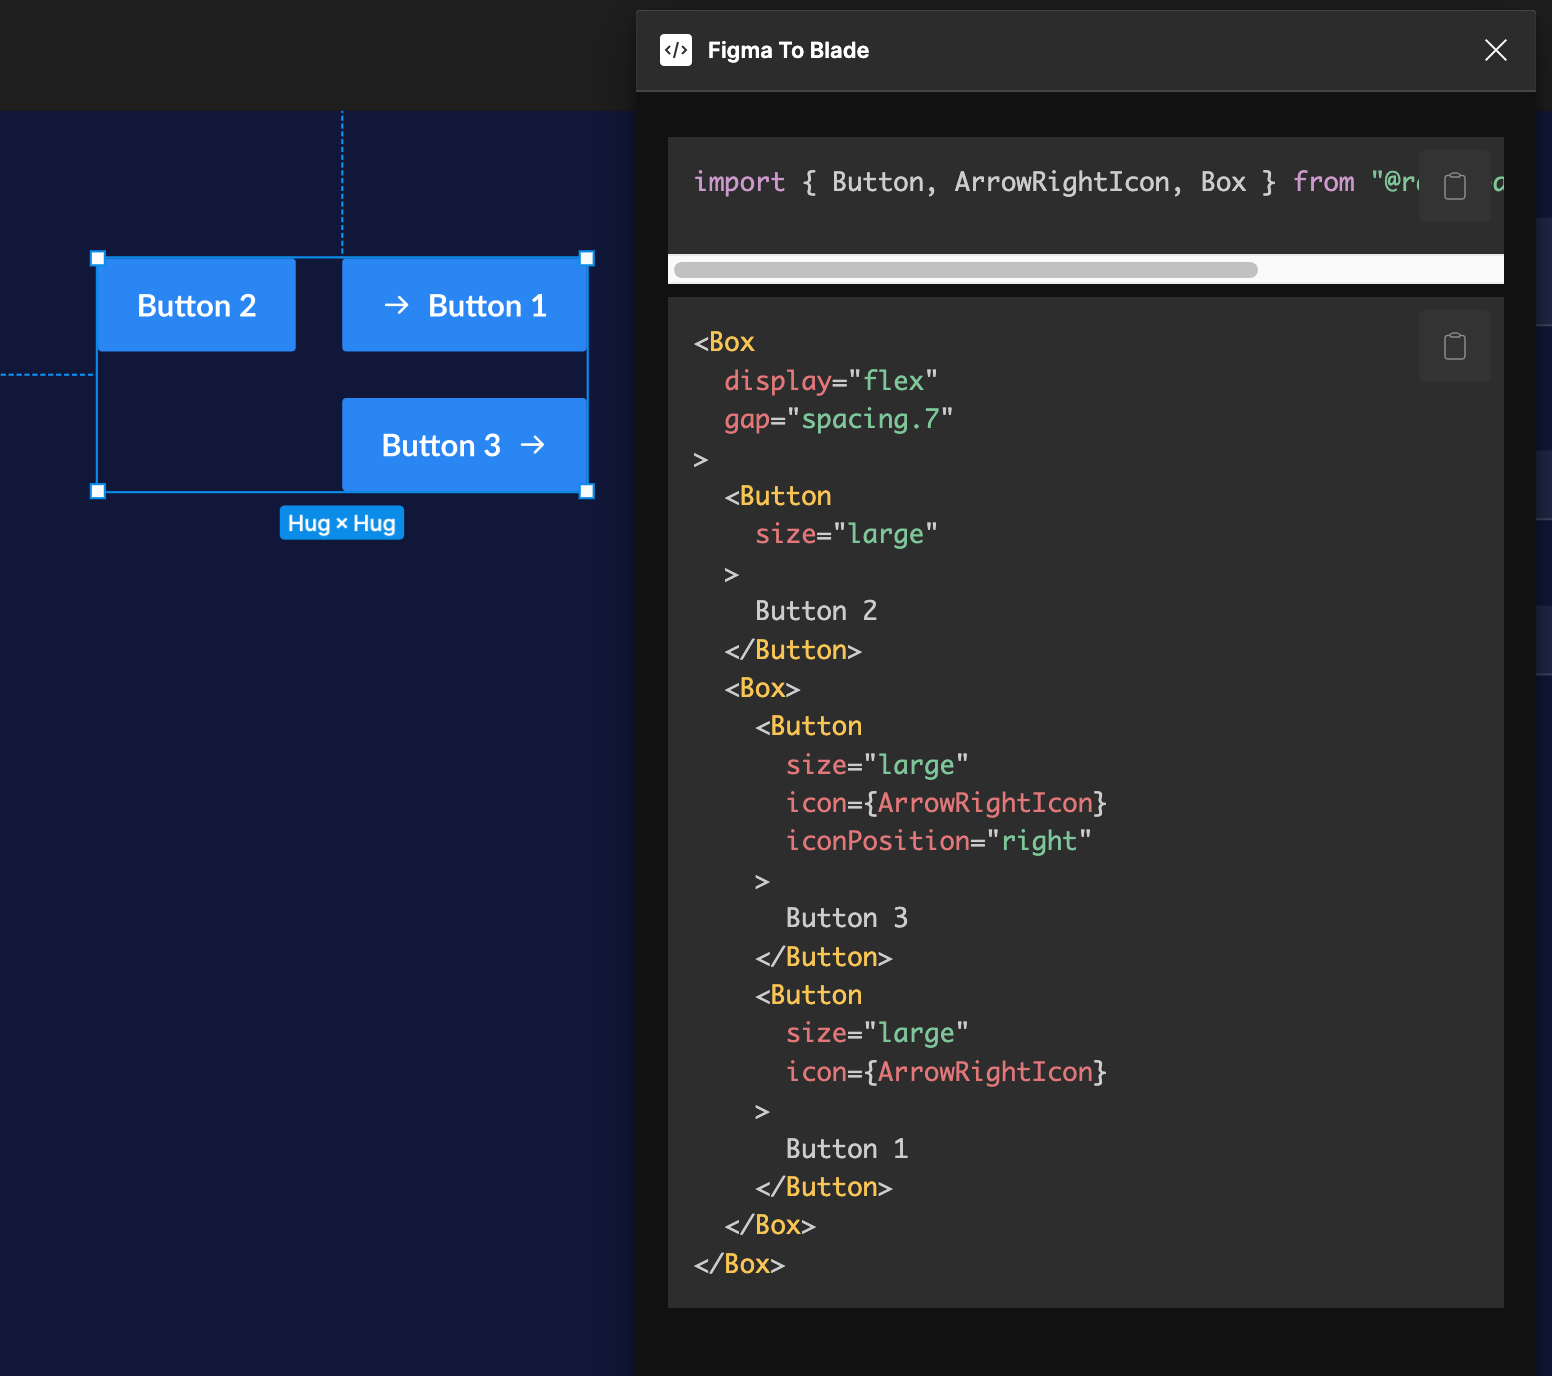 Figma To Blade
Button 2
Button 1
Button 3
Hug × Hug
import { Button, ArrowRightIcon, Box } from
<Box
display="flex"
gap="spacing.7"
>
<Button
size="large"
>
Button 2
</Button>
<Box>
<Button
size="large"
icon={ArrowRightIcon}
iconPosition="right"
>
Button 3
</Button>
<Button
size="large"
icon={ArrowRightIcon}
>
Button 1
</Button>
</Box>
</Box>